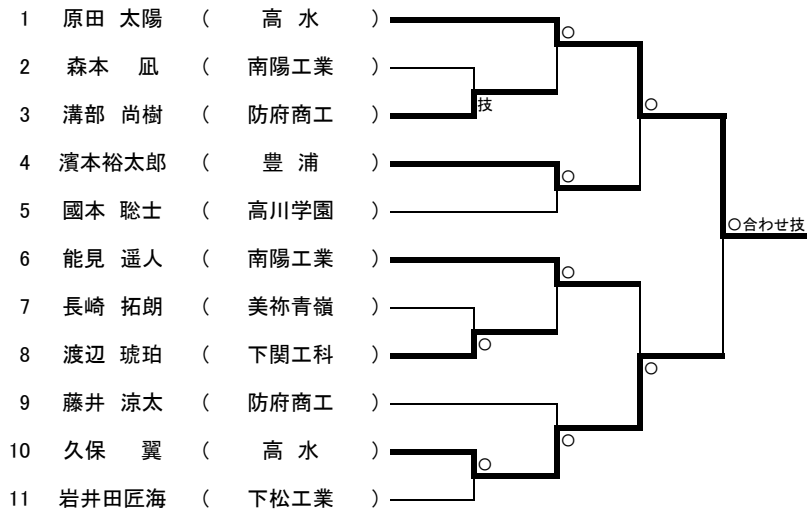 1 原田 太陽 （ 高 水 ） ○
2 森本 凪 （ 南陽工業 ） ○
3 溝部 尚樹 （ 防府商工 ） 技
4 濱本裕太郎 （ 豊 浦 ） ○
5 國本 聡士 （ 高川学園 ） ○合わせ技
6 能見 遥人 （ 南陽工業 ） ○
7 長崎 拓朗 （ 美祢青嶺 ）
8 渡辺 琥珀 （ 下関工科 ） ○ ○
9 藤井 涼太 （ 防府商工 ） ○
10 久保 翼 （ 高 水 ） ○
11 岩井田匠海 （ 下松工業 ）